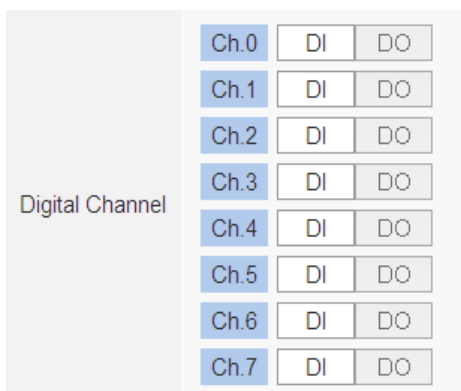 Ch.0 DI DO
Ch.1 DI DO
Ch.2 DI DO
Ch.3 DI DO
Digital Channel
Ch.4 DI DO
Ch.5 DI DO
Ch.6 DI DO
Ch.7 DI DO